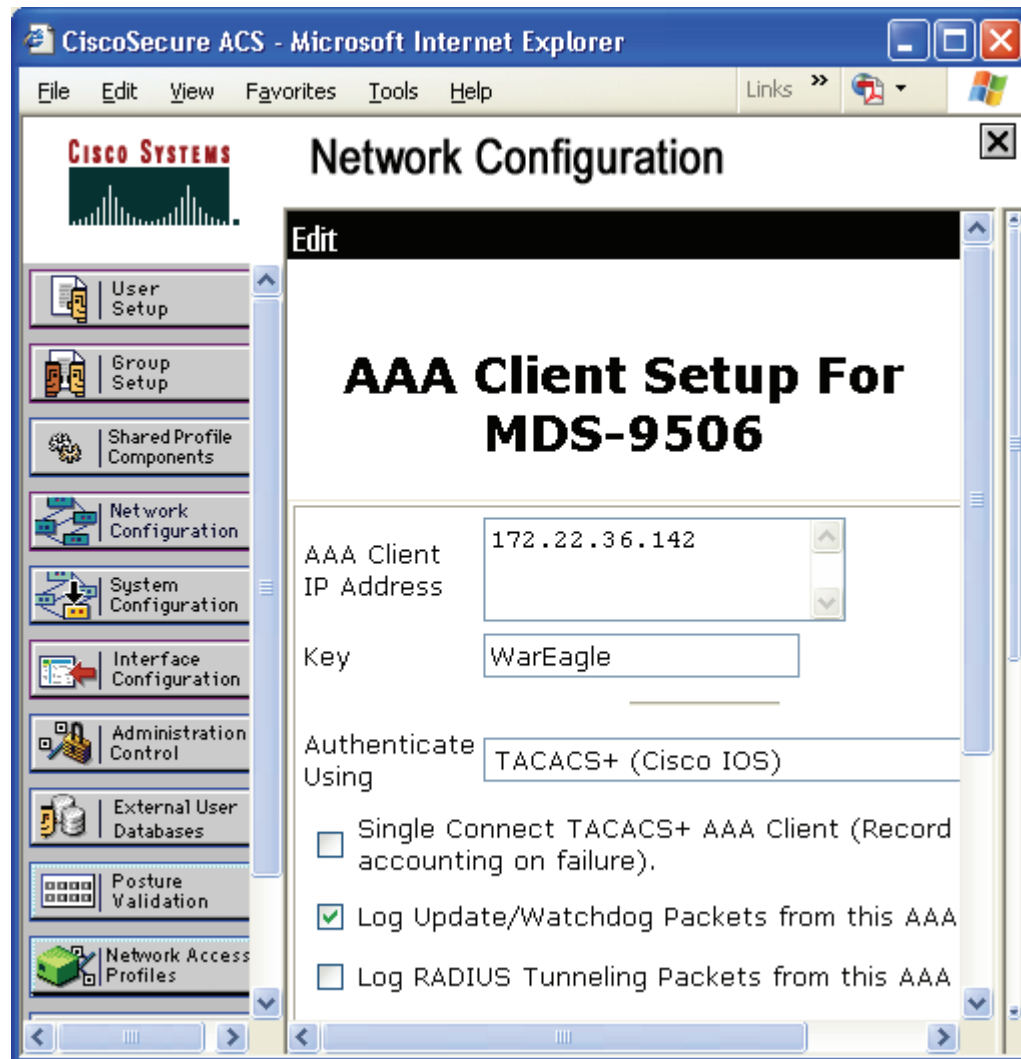 CiscoSecure ACS - Microsoft Internet Explorer
File Edit View Favorites Tools Help Links »
CISCO SYSTEMS
Network Configuration
Edit
User
Setup
Group
Setup
Shared Profile
Components
Network
Configuration
System
Configuration
Interface
Configuration
Administration
Control
External User
Databases
Posture
Validation
Network Access
Profiles
AAA Client Setup For
MDS-9506
AAA Client
IP Address
172.22.36.142
Key
WarEagle
Authenticate
Using
TACACS+ (Cisco IOS)
Single Connect TACACS+ AAA Client (Record
accounting on failure).
Log Update/Watchdog Packets from this AAA
Log RADIUS Tunneling Packets from this AAA